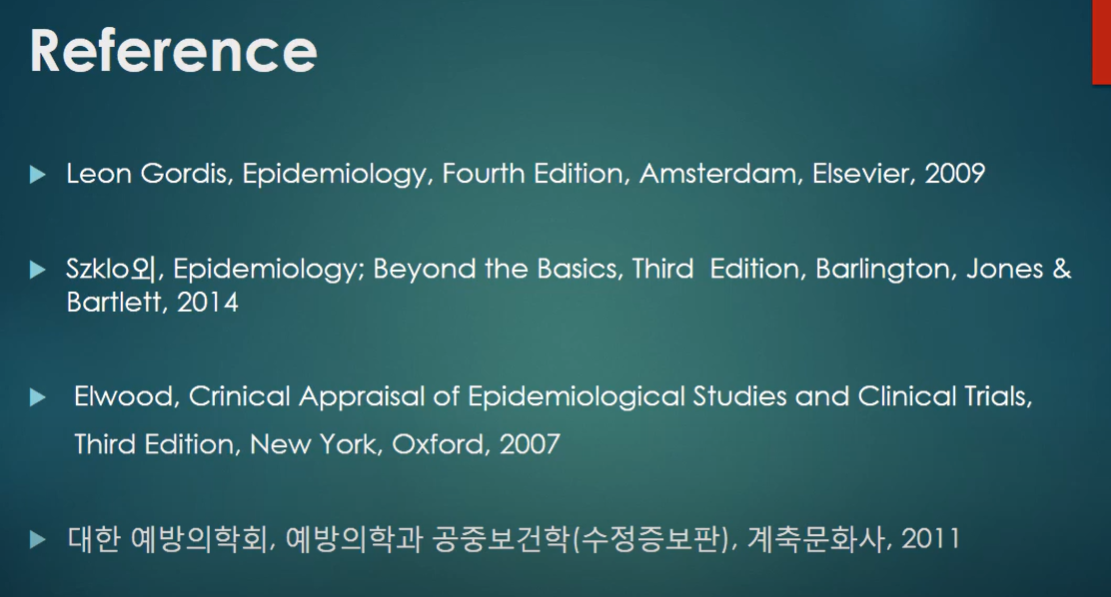 Reference
Leon Gordis, Epidemiology, Fourth Edition, Amsterdam, Elsevier, 2009
Szklo외, Epidemiology; Beyond the Basics, Third Edition, Barlington, Jones &
Bartlett, 2014
Elwood, Crinical Appraisal of Epidemiological Studies and Clinical Trials,
Third Edition, New York, Oxford, 2007
대한 예방의학회, 예방의학과 공중보건학(수정증보판), 계축문화사, 2011